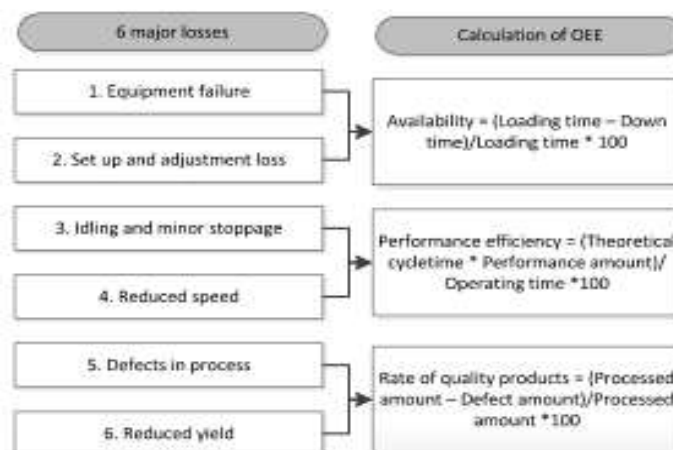 6 major losses
Calculation of OEE
1. Equipment failure
2. Set up and adjustment loss
Availability = (Loading time – Down
time)/Loading time * 100
3. Idling and minor stoppage
4. Reduced speed
Performance efficiency = (Theoretical
cycletime * Performance amount)/
Operating time *100
5. Defects in process
6. Reduced yield
Rate of quality products = (Processed
amount – Defect amount)/Processed
amount *100